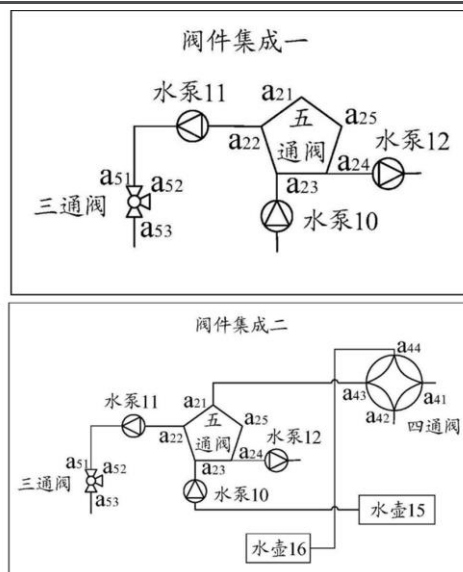 阀件集成一
水泵11
a21
五
通阀
a25
a22
水泵12
a24
a51
a52
a23
三通阀
a53
水泵10
阀件集成二
a44
水泵11
a21
a43
a41
a42
五
通阀
a25
四通阀
a22
水泵12
a24
a51
a52
a23
三通阀
a53
水泵10
水壶15
水壶16